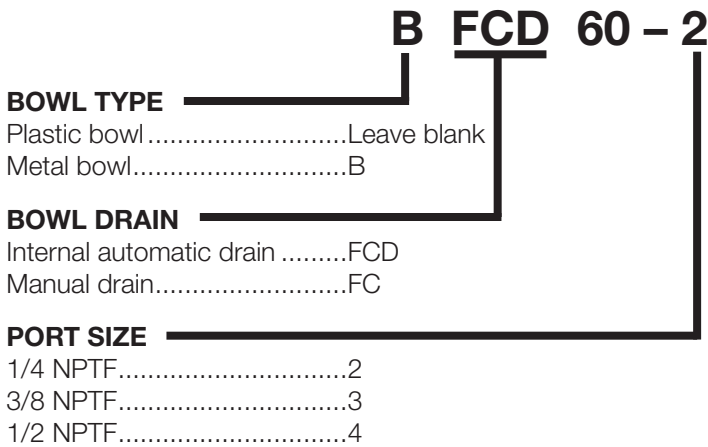 B FCD 60 – 2
BOWL TYPE
Plastic bowl...........................Leave blank
Metal bowl.............................B
BOWL DRAIN
Internal automatic drain .........FCD
Manual drain..........................FC
PORT SIZE
1/4 NPTF...............................2
3/8 NPTF...............................3
1/2 NPTF...............................4